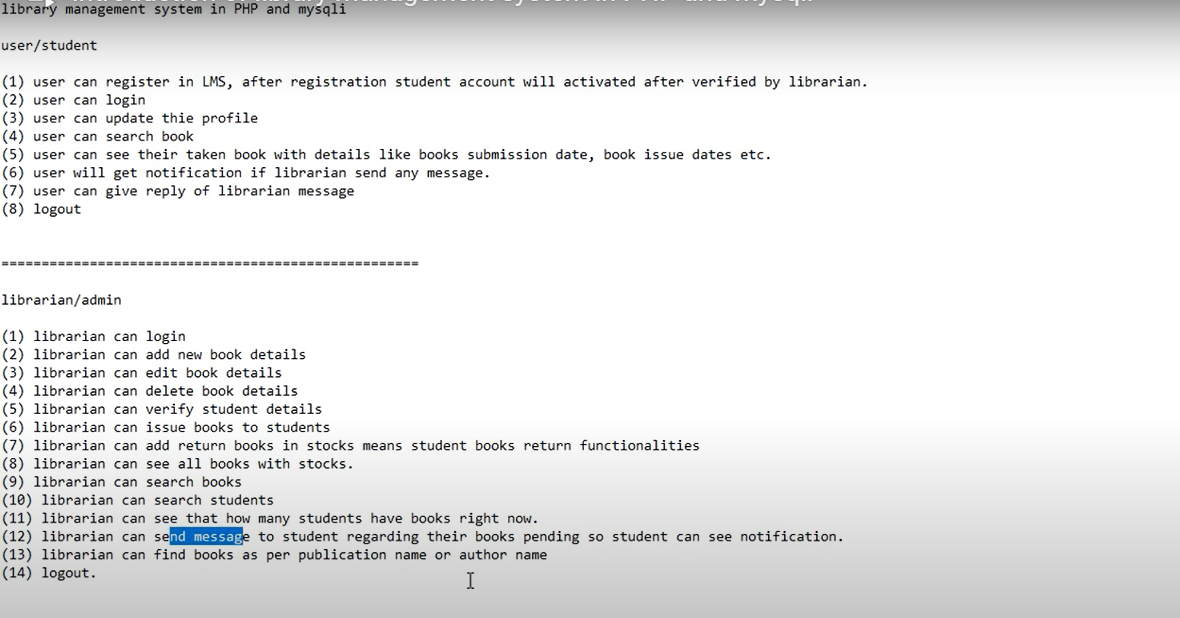 library management system in PHP and mysqli
user/student
(1) user can register in LMS, after registration student account will activated after verified by librarian.
(2) user can login
(3) user can update thie profile
(4) user can search book
(5) user can see their taken book with details like books submission date, book issue dates etc.
(6) user will get notification if librarian send any message.
(7) user can give reply of librarian message
(8) logout
====================================================
librarian/admin
(1) librarian can login
(2) librarian can add new book details
(3) librarian can edit book details
(4) librarian can delete book details
(5) librarian can verify student details
(6) librarian can issue books to students
(7) librarian can add return books in stocks means student books return functionalities
(8) librarian can see all books with stocks.
(9) librarian can search books
(10) librarian can search students
(11) librarian can see that how many students have books right now.
(12) librarian can send message to student regarding their books pending so student can see notification.
(13) librarian can find books as per publication name or author name
(14) logout.